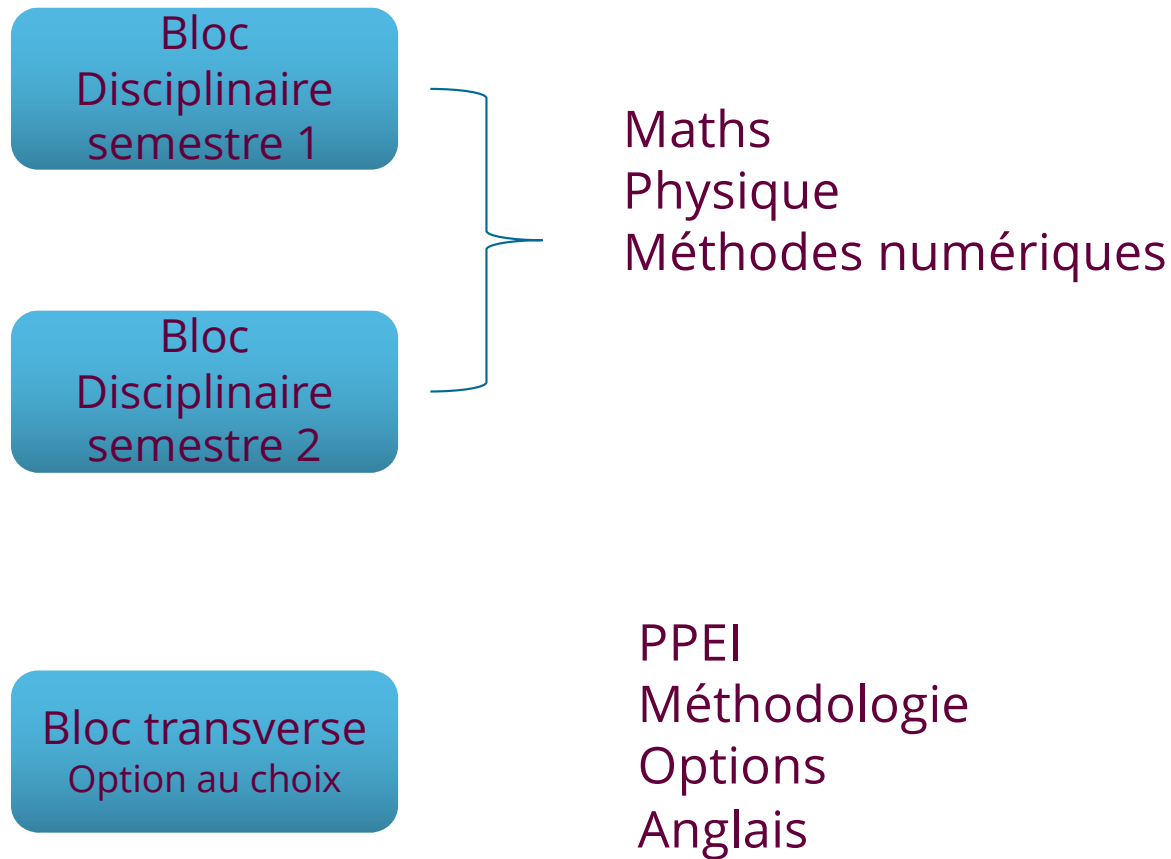 Bloc
Disciplinaire
semestre 1
Maths
Physique
Méthodes numériques
Bloc
Disciplinaire
semestre 2
Bloc transverse
Option au choix
PPEI
Méthodologie
Options
Anglais